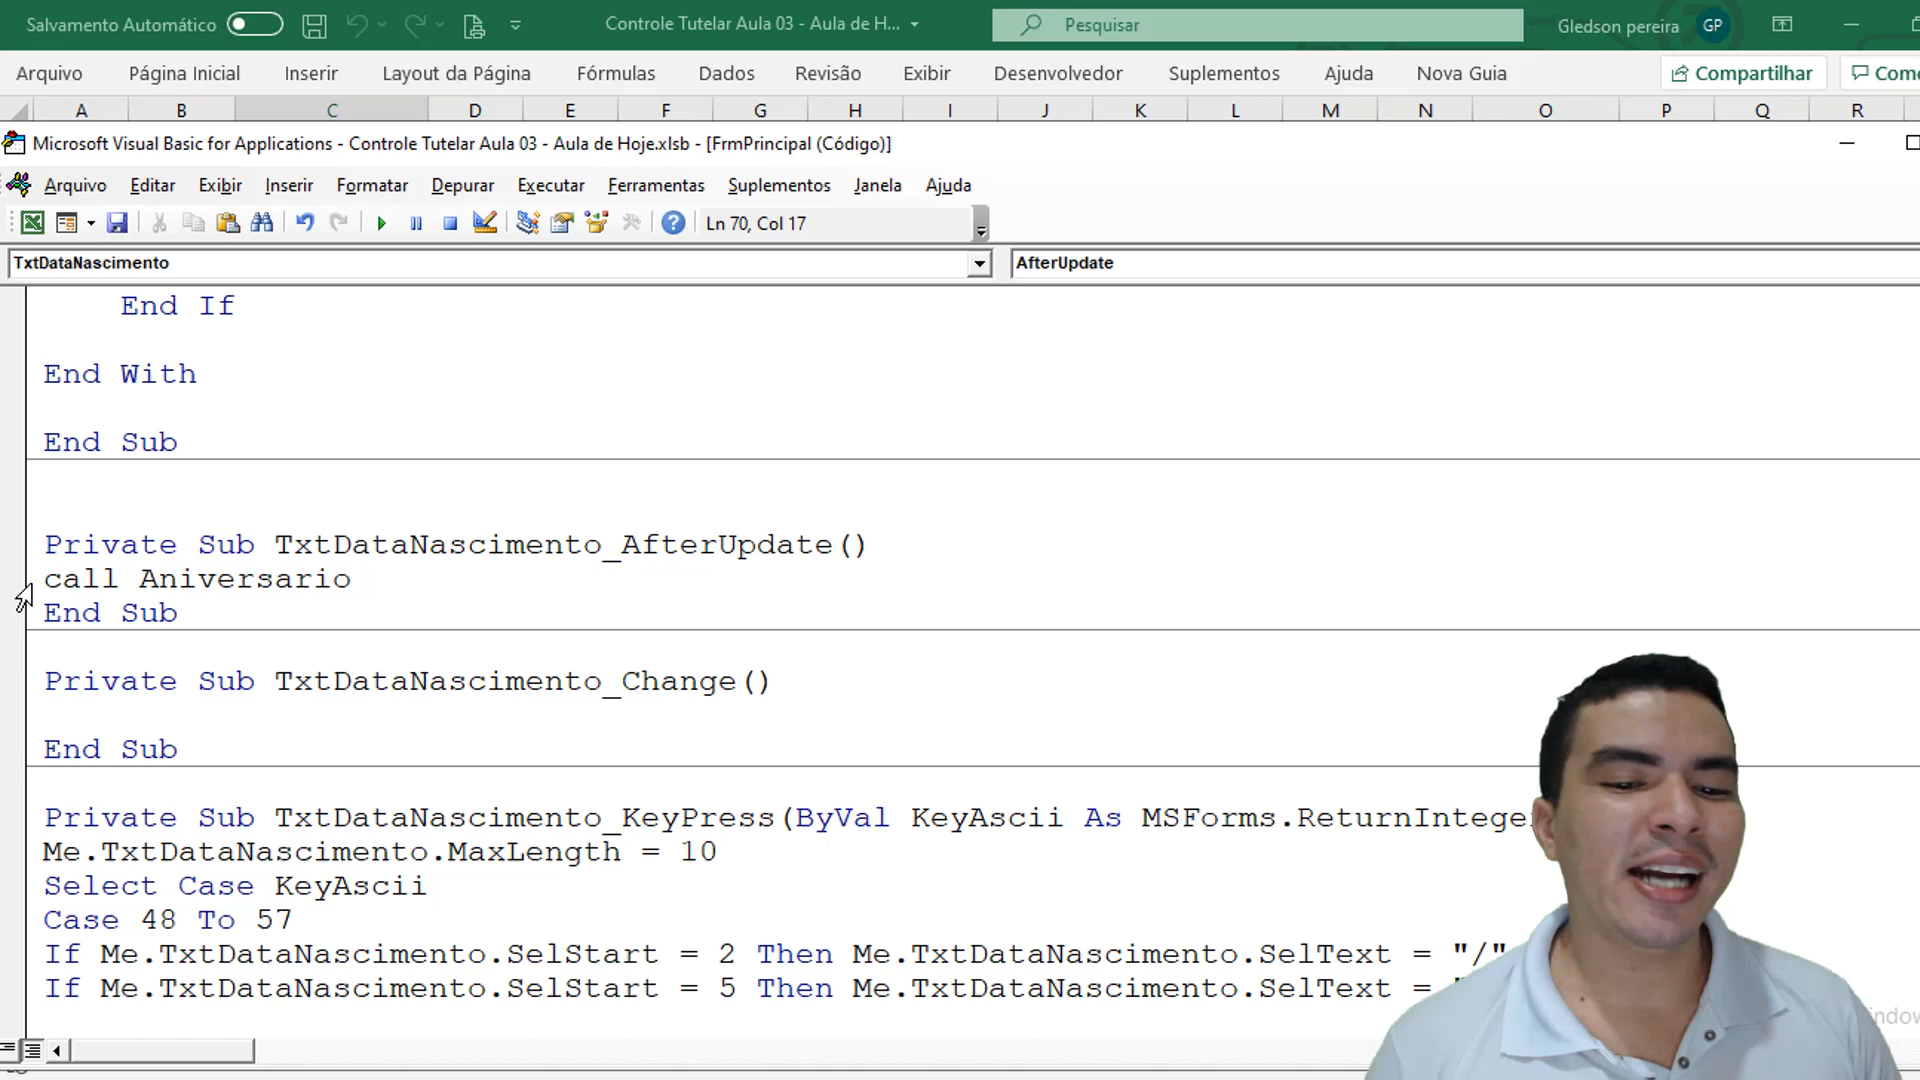 Salvamento Automático
Controle Tutelar Aula 03 - Aula de H...
Pesquisar
Gledson pereira
GP
Arquivo Página Inicial Inserir Layout da Página Fórmulas Dados Revisão Exibir Desenvolvedor Suplementos Ajuda Nova Guia Compartilhar Come
A B C D E F G H I J K L M N O P Q R
Microsoft Visual Basic for Applications - Controle Tutelar Aula 03 - Aula de Hoje.xlsb - [FrmPrincipal (Código)]
Arquivo Editar Exibir Inserir Formatar Depurar Executar Ferramentas Suplementos Janela Ajuda
Ln 70, Col 17
TxtDataNascimento AfterUpdate
End If
End With
End Sub
Private Sub TxtDataNascimento_AfterUpdate()
call Aniversario
End Sub
Private Sub TxtDataNascimento_Change()
End Sub
Private Sub TxtDataNascimento_KeyPress(ByVal KeyAscii As MSForms.ReturnInteger
Me.TxtDataNascimento.MaxLength = 10
Select Case KeyAscii
Case 48 To 57
If Me.TxtDataNascimento.SelStart = 2 Then Me.TxtDataNascimento.SelText = "/"
If Me.TxtDataNascimento.SelStart = 5 Then Me.TxtDataNascimento.SelText = "